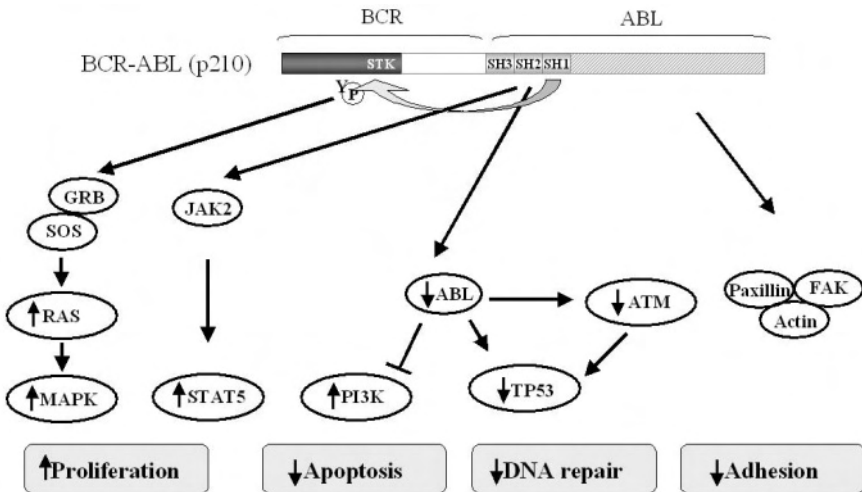 BCR ABL
BCR-ABL (p210)
STK SH3 SH2 SH1
Y P
GRB
SOS
JAK2
↓ABL
↓ATM
Paxillin FAK
Actin
↑RAS
↑MAPK
↑STAT5
↑PI3K
↓TP53
↑Proliferation ↓Apoptosis ↓DNA repair ↓Adhesion